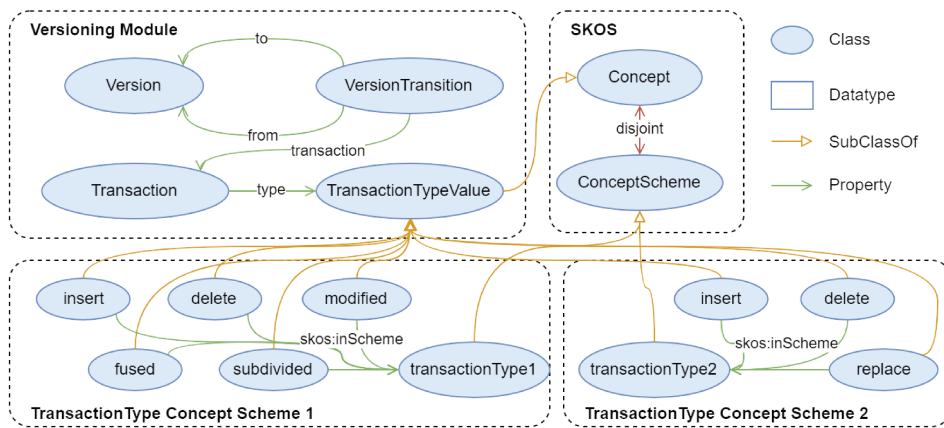 Versioning Module
SKOS
Class
to
Version
VersionTransition
Concept
Datatype
from
disjoint
SubClassOf
transaction
Transaction
type
TransactionTypeValue
ConceptScheme
Property
insert
delete
modified
insert
delete
skos:inScheme
skos:inScheme
fused
subdivided
transactionType1
transactionType2
replace
TransactionType Concept Scheme 1
TransactionType Concept Scheme 2